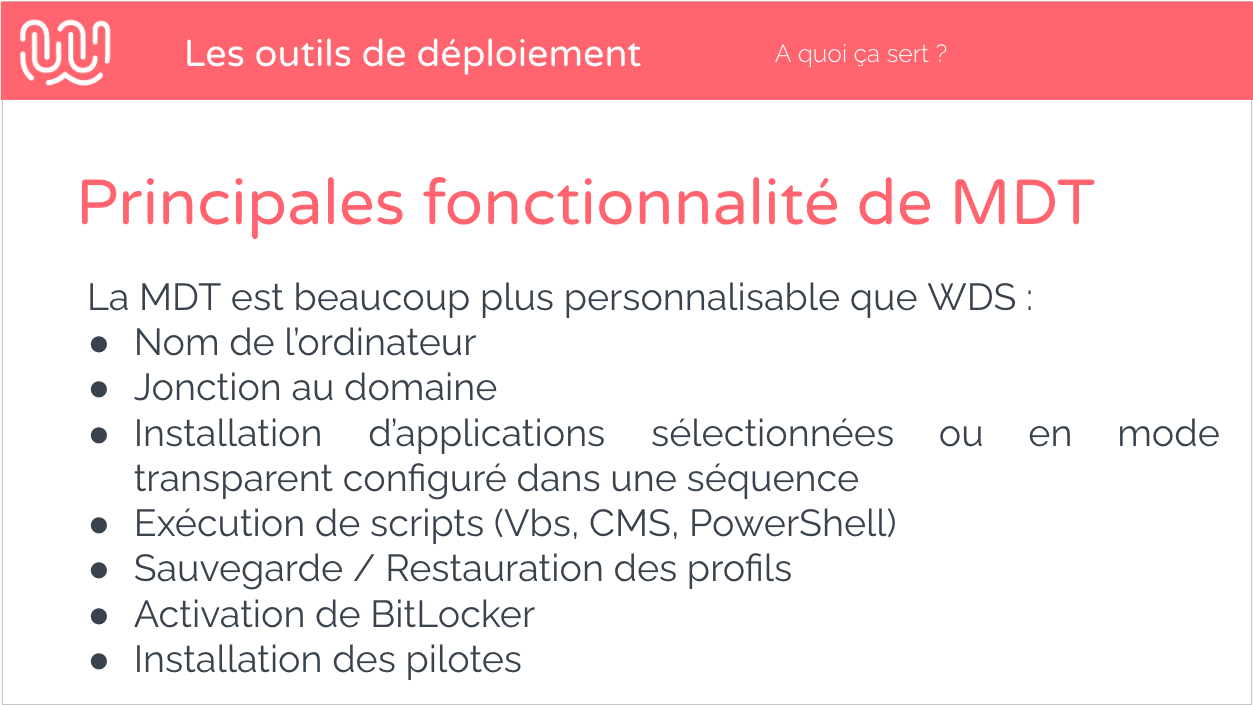 Les outils de déploiement
A quoi ça sert ?
Principales fonctionnalité de MDT
La MDT est beaucoup plus personnalisable que WDS :
● Nom de l’ordinateur
● Jonction au domaine
● Installation d’applications sélectionnées ou en mode
transparent configuré dans une séquence
● Exécution de scripts (Vbs, CMS, PowerShell)
● Sauvegarde / Restauration des profils
● Activation de BitLocker
● Installation des pilotes